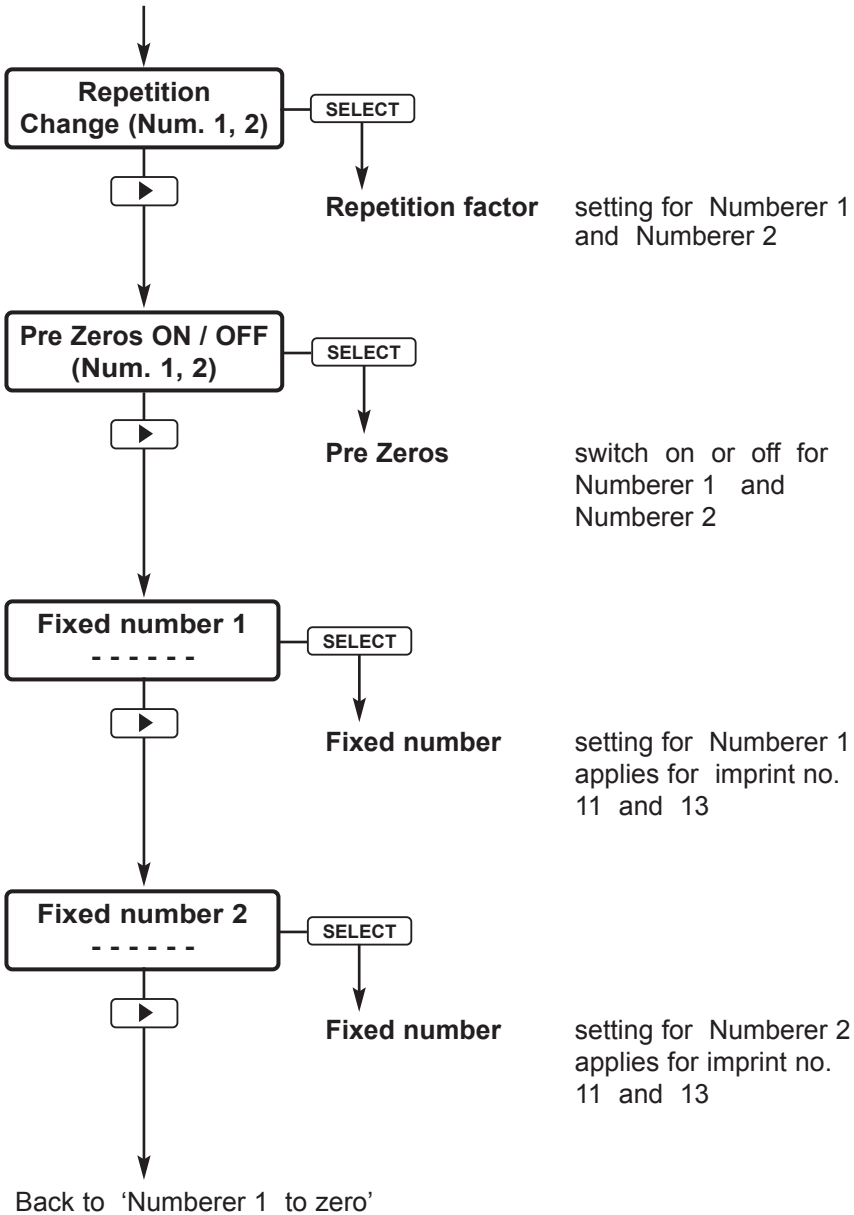 Repetition
Change (Num. 1, 2)
SELECT
Repetition factor setting for Numberer 1
and Numberer 2
Pre Zeros ON / OFF
(Num. 1, 2)
SELECT
Pre Zeros switch on or off for
Numberer 1 and
Numberer 2
Fixed number 1
- - - - - -
SELECT
Fixed number setting for Numberer 1
applies for imprint no.
11 and 13
Fixed number 2
- - - - - -
SELECT
Fixed number setting for Numberer 2
applies for imprint no.
11 and 13
Back to ‘Numberer 1 to zero’